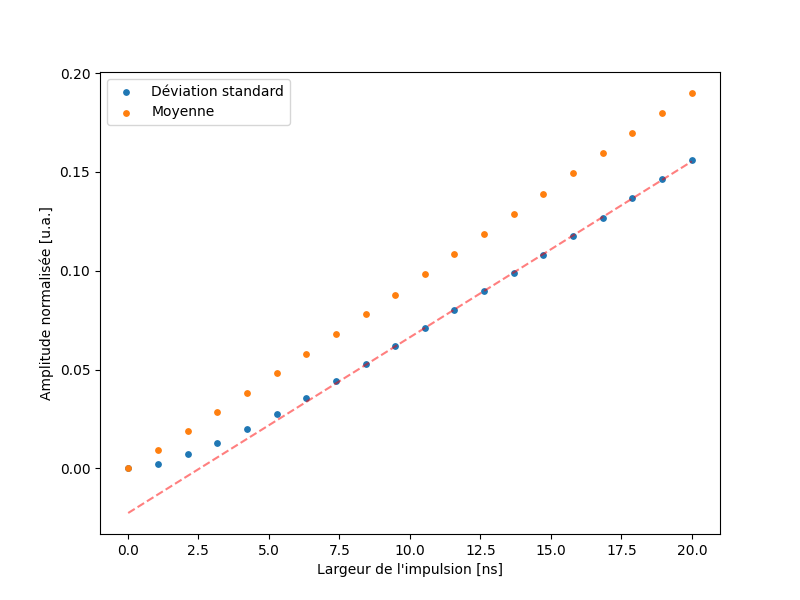 0.20
0.15
0.10
0.05
0.00
Amplitude normalisée [u.a.]
Déviation standard
Moyenne
0.0 2.5 5.0 7.5 10.0 12.5 15.0 17.5 20.0
Largeur de l'impulsion [ns]